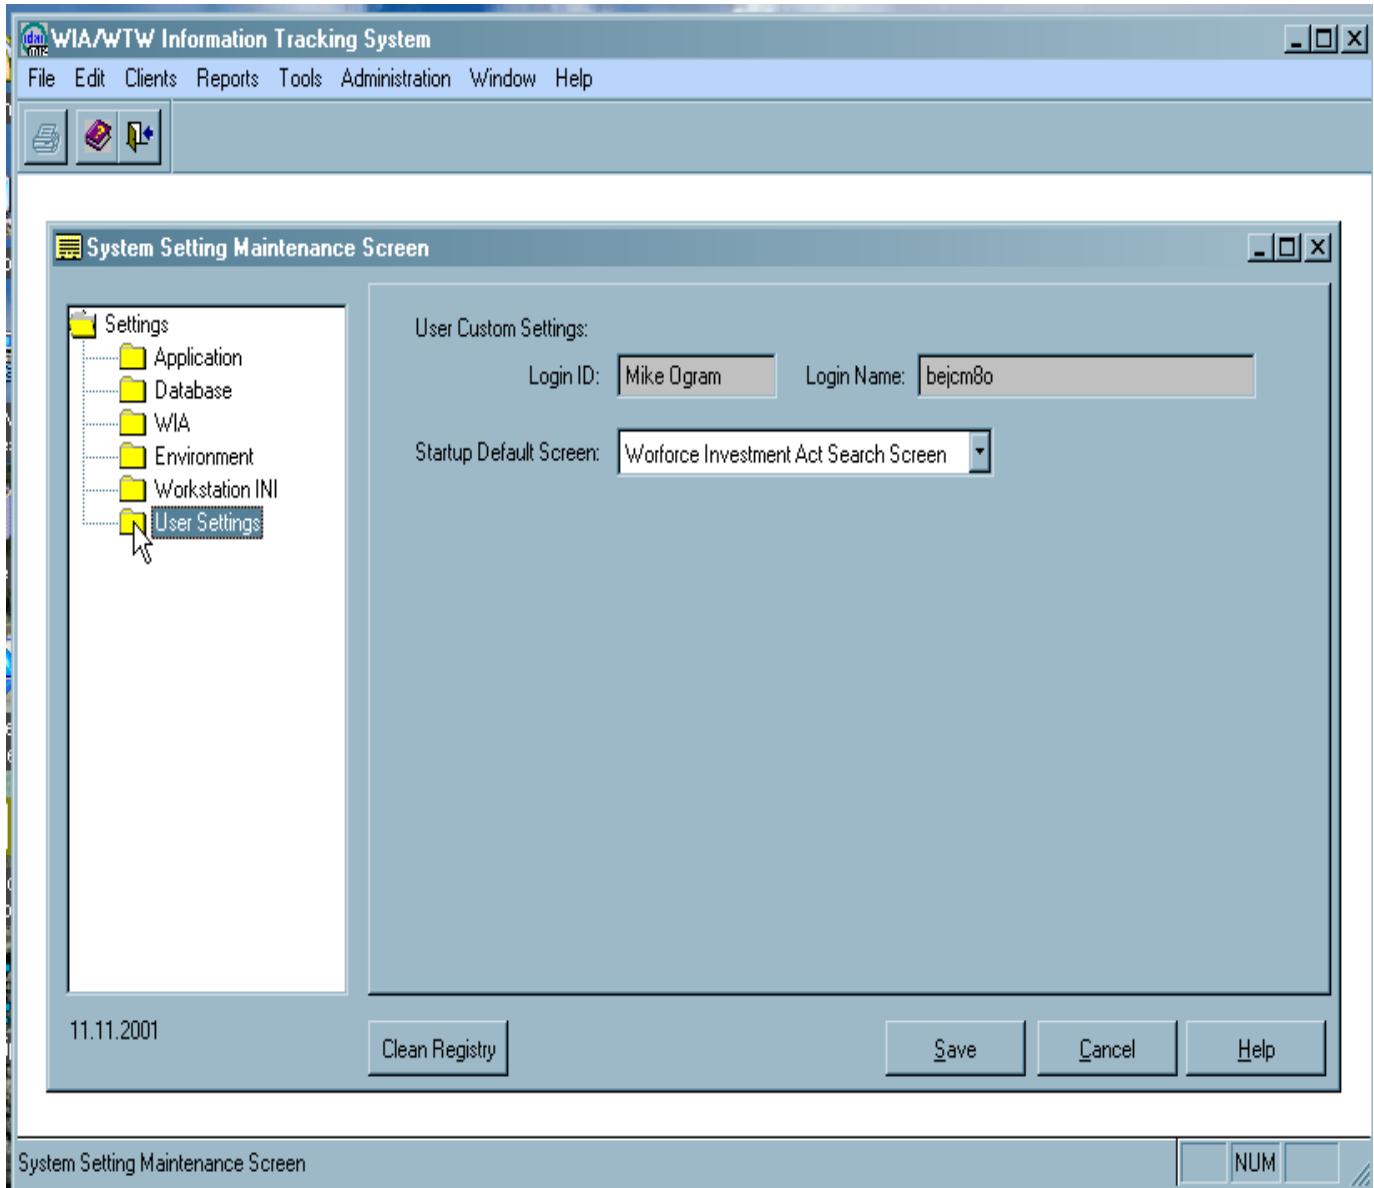 WIA/WTW Information Tracking System
File Edit Clients Reports Tools Administration Window Help
System Setting Maintenance Screen
Settings
Application
Database
WIA
Environment
Workstation INI
User Settings
User Custom Settings:
Login ID: Mike Ogram Login Name: bejcm8o
Startup Default Screen: Worforce Investment Act Search Screen
11.11.2001
Clean Registry Save Cancel Help
System Setting Maintenance Screen NUM